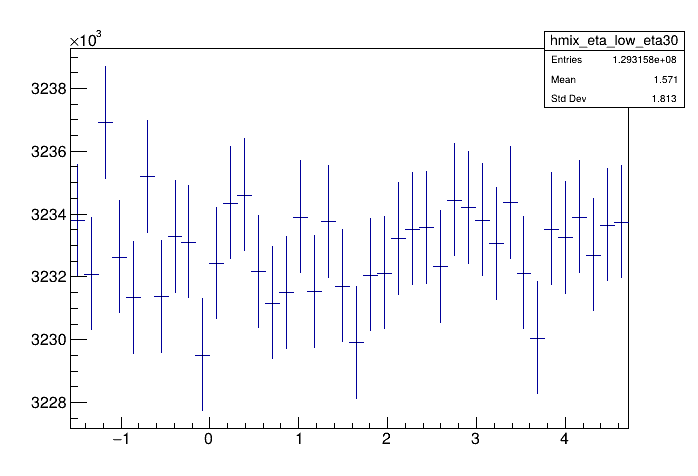 ×10³
hmix_eta_low_eta30
Entries 1.293158e+08
Mean 1.571
Std Dev 1.813
3238
3236
3234
3232
3230
3228
−1 0 1 2 3 4